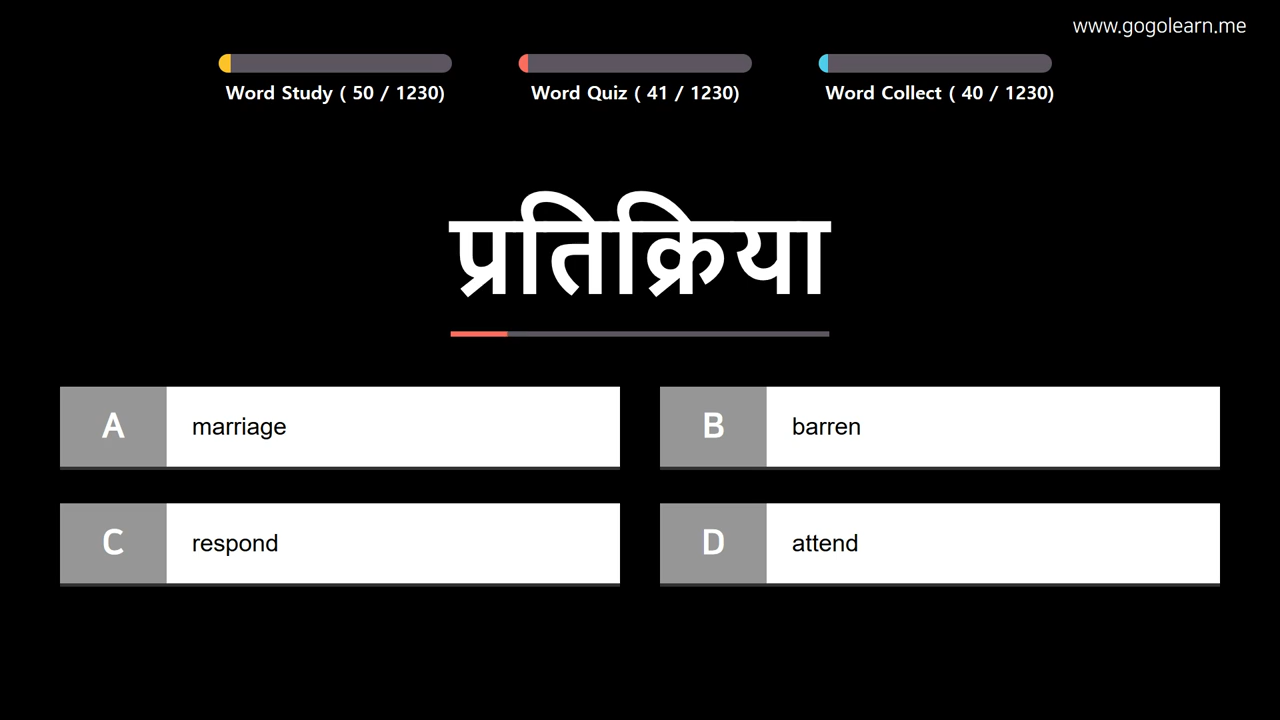 www.gogolearn.me
Word Study ( 50 / 1230)
Word Quiz ( 41 / 1230)
Word Collect ( 40 / 1230)
प्रतिक्रिया
A marriage
B barren
C respond
D attend